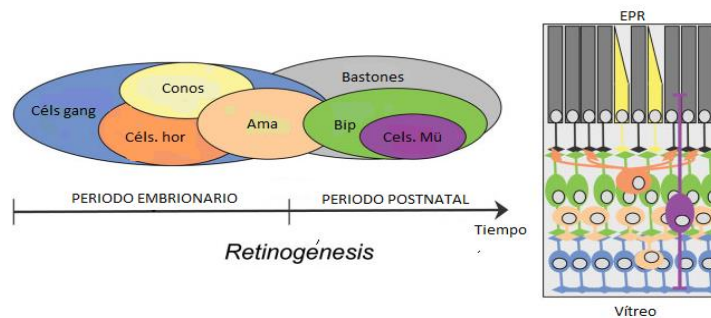 EPR
Conos
Bastones
Céls gang
Ama
Bip
Céls. hor
Cels. Mü
PERIODO EMBRIONARIO
PERIODO POSTNATAL
Tiempo
Retinogénesis
Vítreo